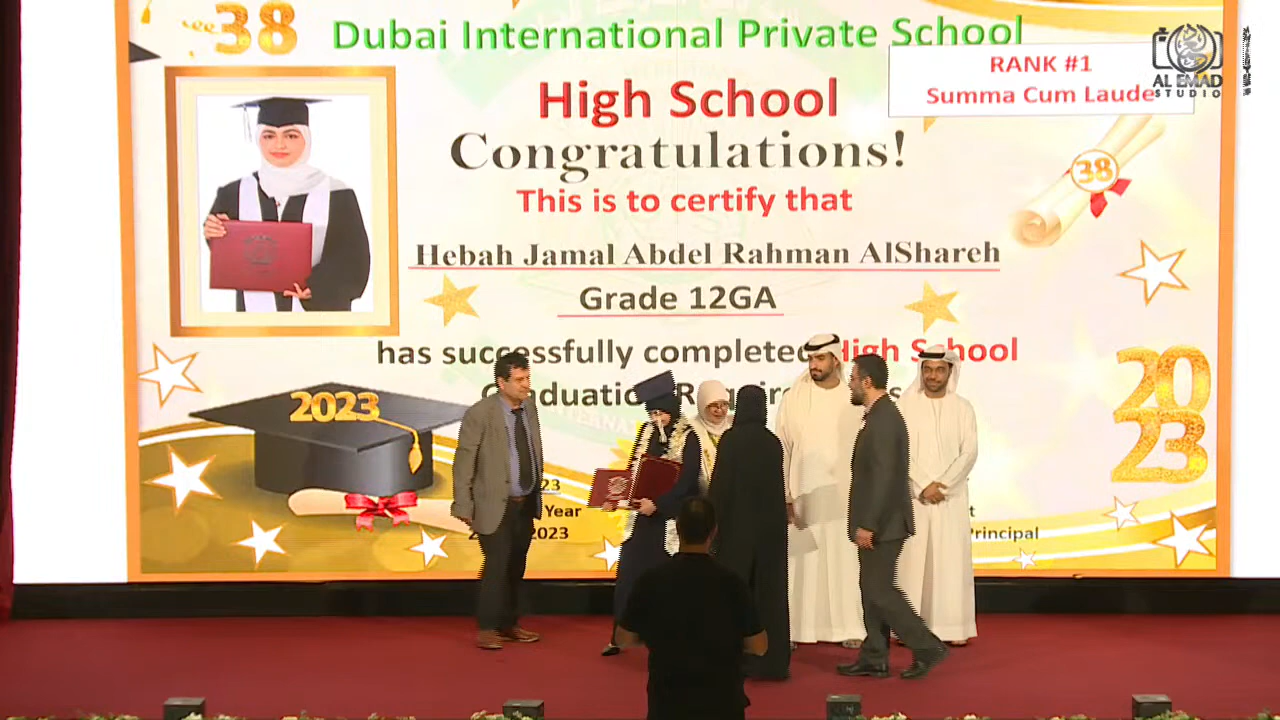 38
Dubai International Private School
RANK #1
Summa Cum Laude
AL EMAD
STUDIO
High School
Congratulations!
This is to certify that
38
Hebah Jamal Abdel Rahman AlShareh
Grade 12GA
has successfully completed High School
2023
20
23
Year
2023
Principal